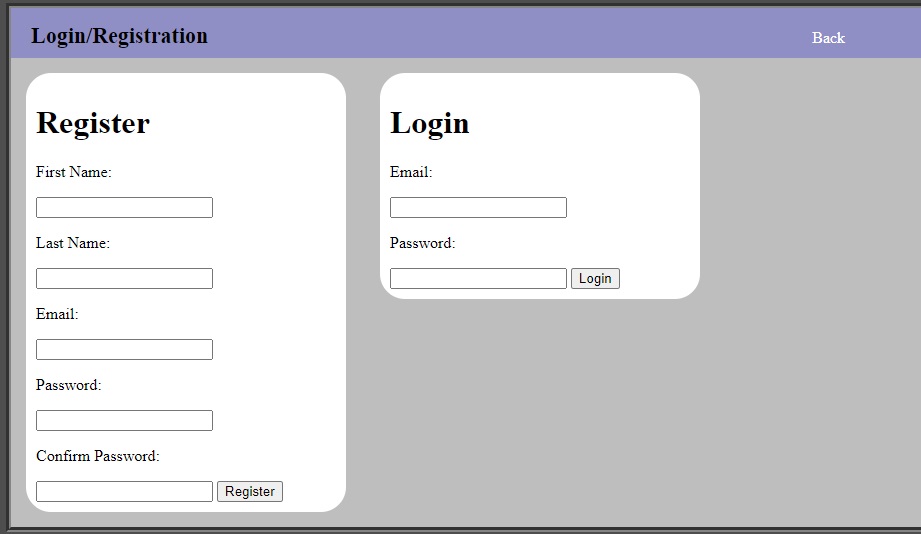 Login/Registration
Back
Register
First Name:
Last Name:
Email:
Password:
Confirm Password:
Register
Login
Email:
Password:
Login